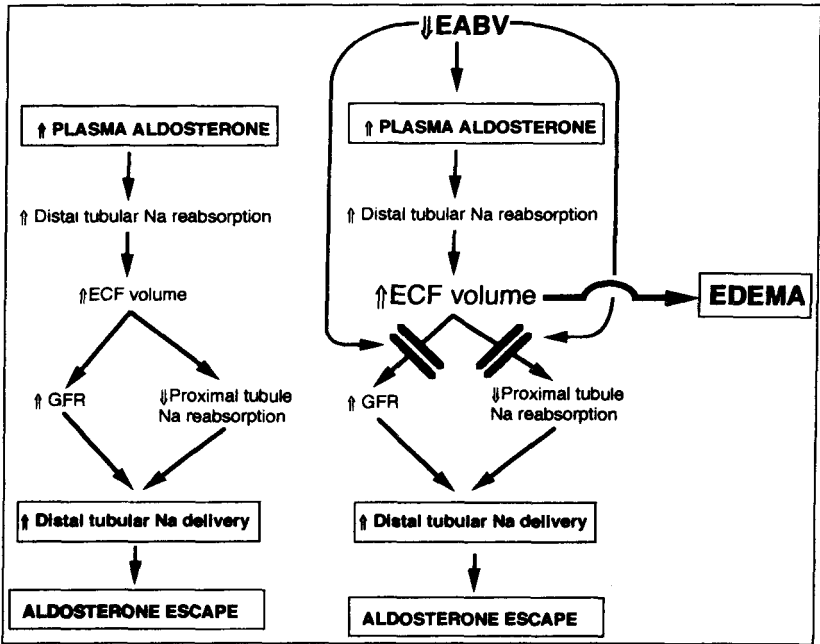 ⇑ PLASMA ALDOSTERONE
⇑ Distal tubular Na reabsorption
⇑ECF volume
⇑ GFR
⇓Proximal tubule
Na reabsorption
⇑ Distal tubular Na delivery
ALDOSTERONE ESCAPE
⇓EABV
⇑ PLASMA ALDOSTERONE
⇑ Distal tubular Na reabsorption
⇑ECF volume
EDEMA
⇑ GFR
⇓Proximal tubule
Na reabsorption
⇑ Distal tubular Na delivery
ALDOSTERONE ESCAPE